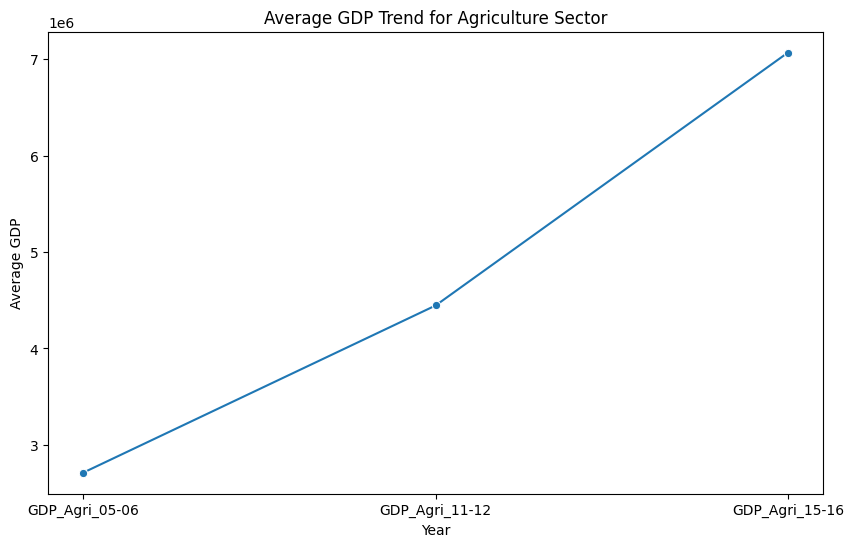 Average GDP Trend for Agriculture Sector
1e6
7
6
5
4
3
Average GDP
GDP_Agri_05-06
GDP_Agri_11-12
GDP_Agri_15-16
Year